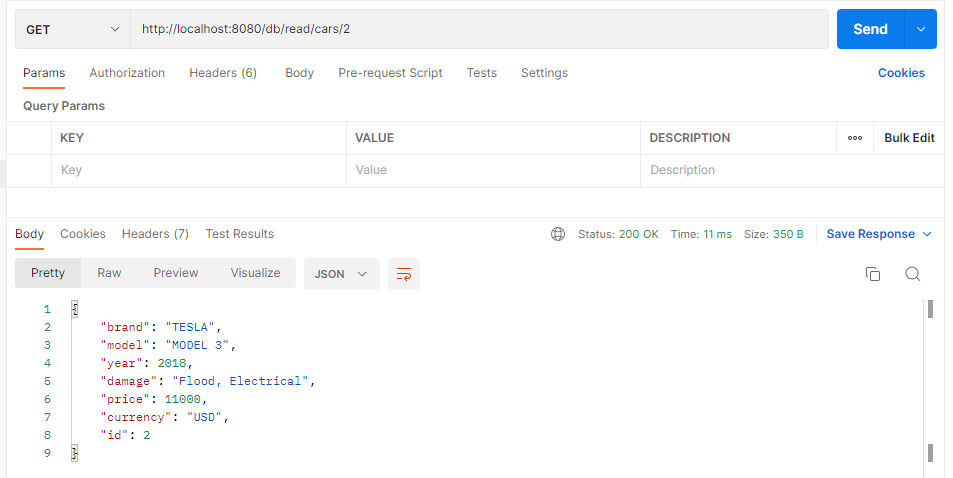 GET http://localhost:8080/db/read/cars/2 Send
Params Authorization Headers (6) Body Pre-request Script Tests Settings Cookies
Query Params
KEY VALUE DESCRIPTION ooo Bulk Edit
Key Value Description
Body Cookies Headers (7) Test Results Status: 200 OK Time: 11 ms Size: 350 B Save Response
Pretty Raw Preview Visualize JSON
1 {
2 "brand": "TESLA",
3 "model": "MODEL 3",
4 "year": 2018,
5 "damage": "Flood, Electrical",
6 "price": 11000,
7 "currency": "USD",
8 "id": 2
9 }